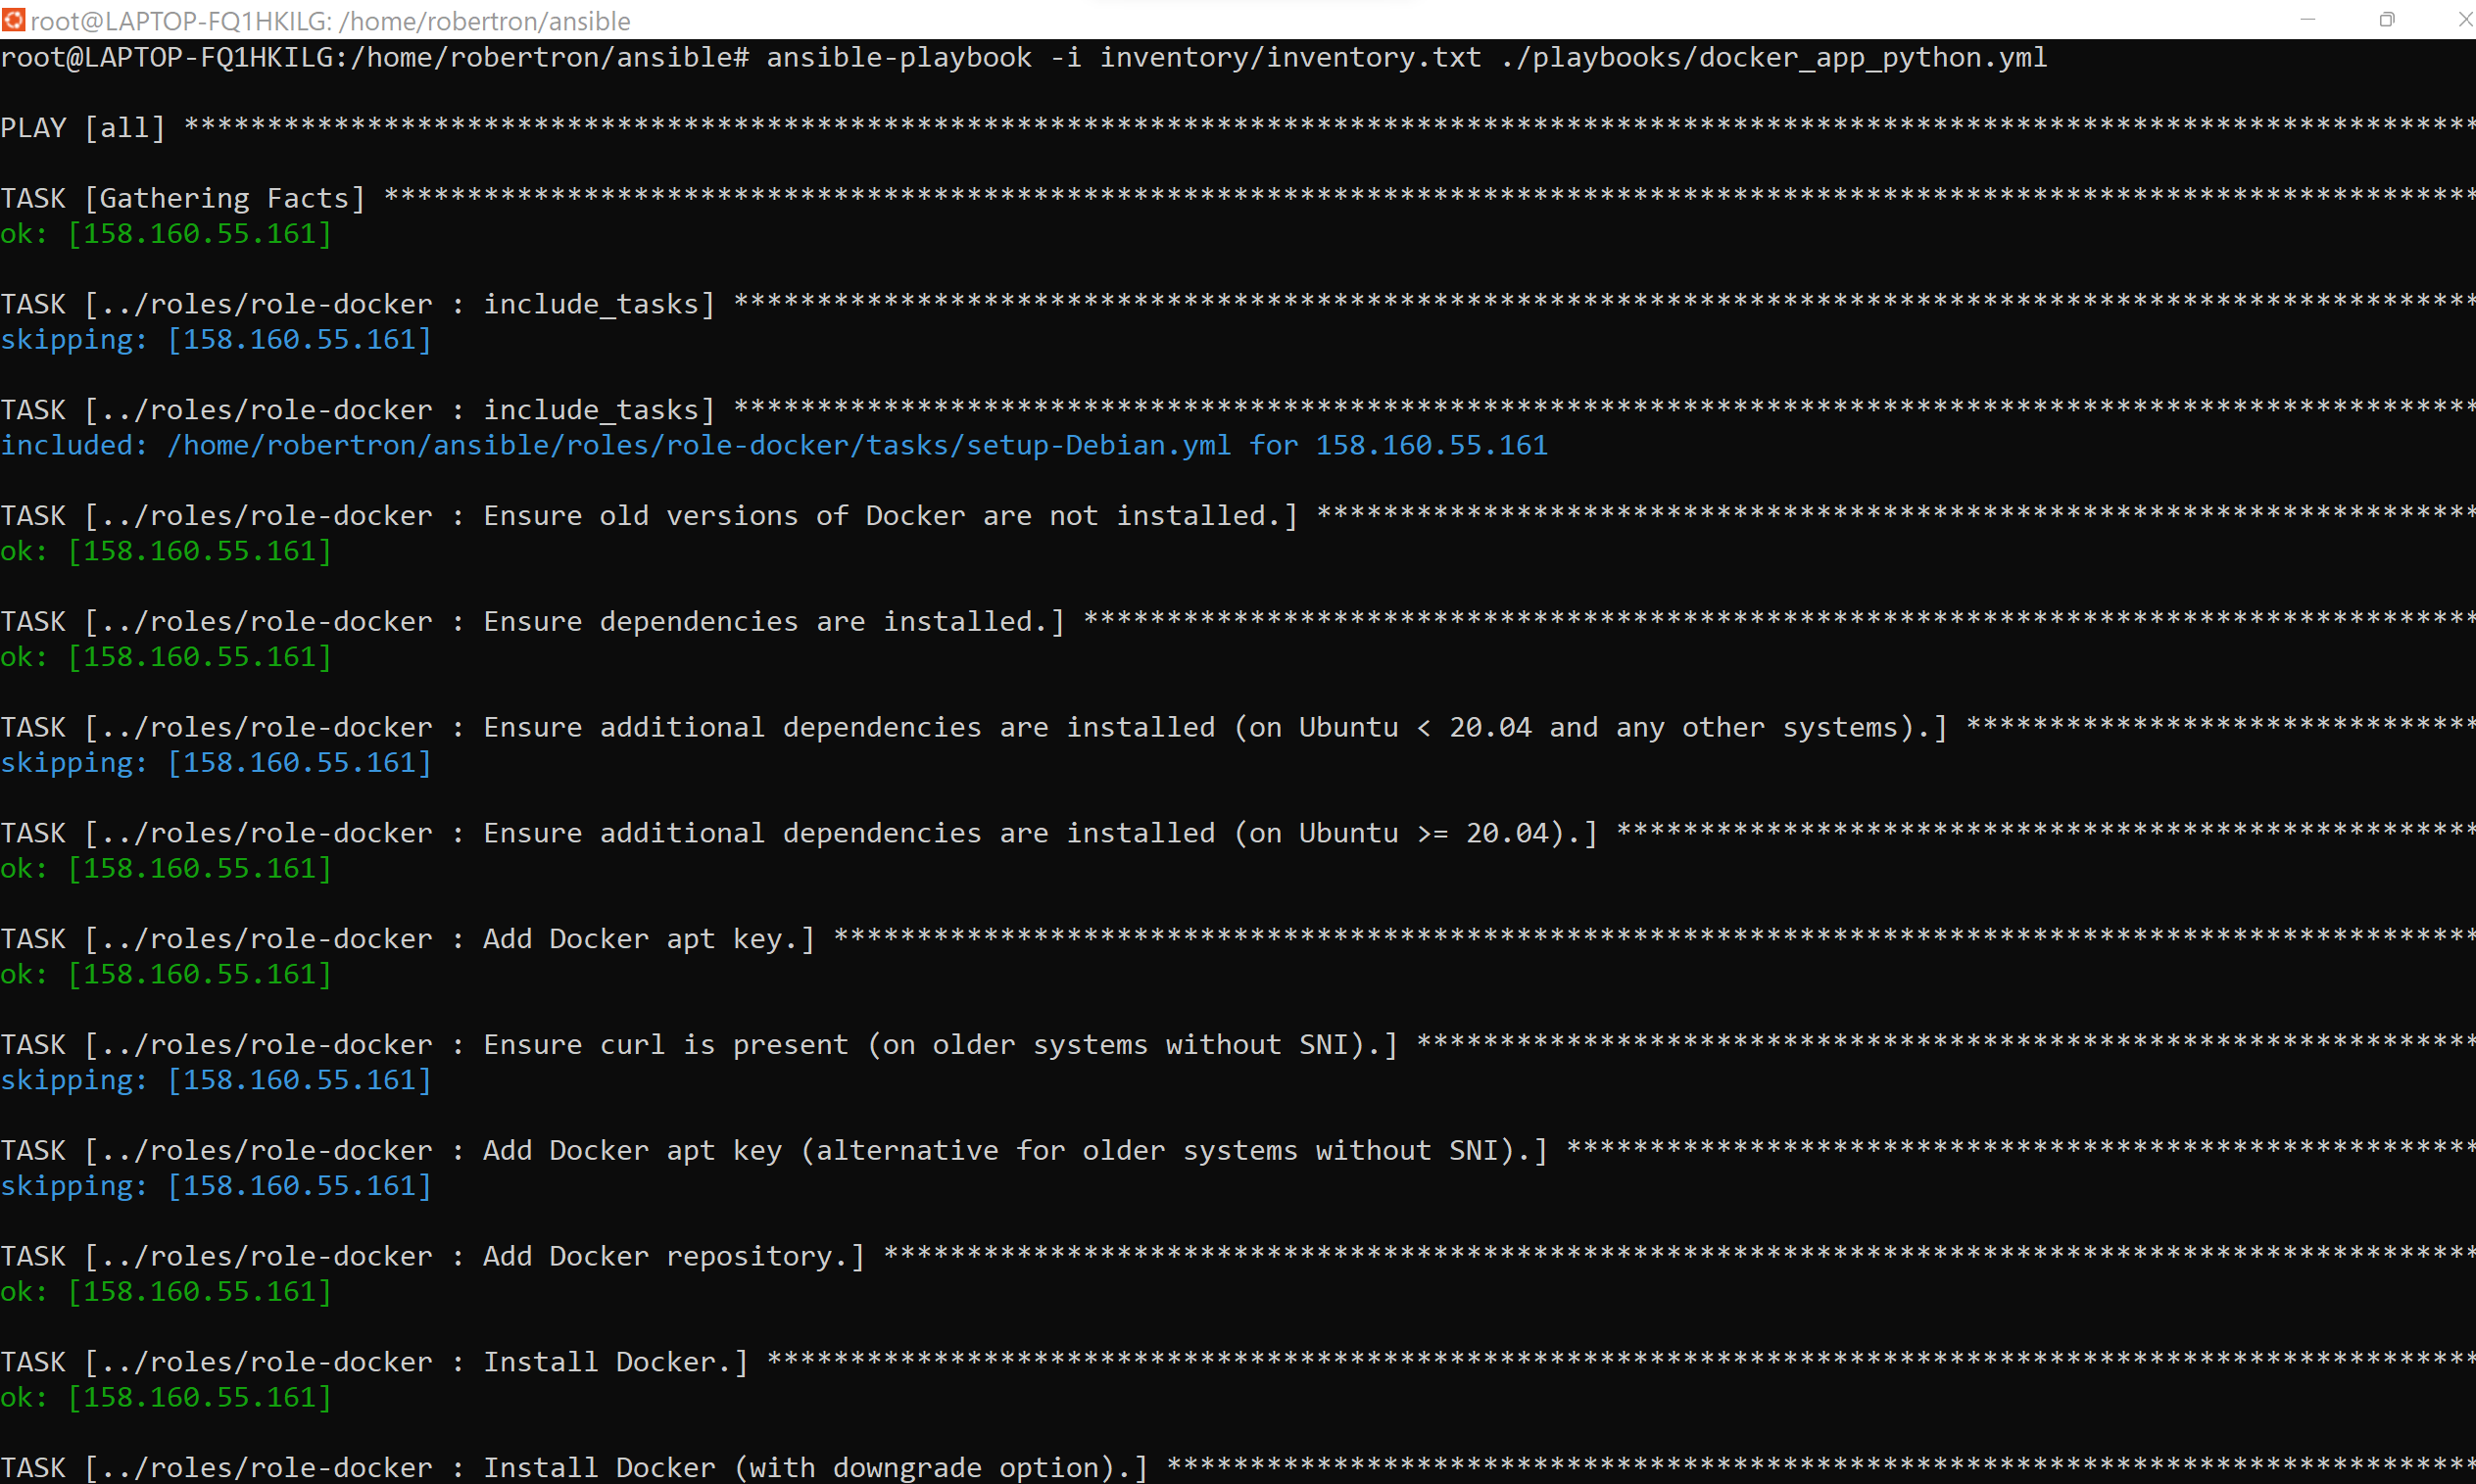 root@LAPTOP-FQ1HKILG: /home/robertron/ansible
root@LAPTOP-FQ1HKILG:/home/robertron/ansible# ansible-playbook -i inventory/inventory.txt ./playbooks/docker_app_python.yml
PLAY [all] *****************************************************************************************************************************************
TASK [Gathering Facts] *****************************************************************************************************************************
ok: [158.160.55.161]
TASK [../roles/role-docker : include_tasks] ********************************************************************************************************
skipping: [158.160.55.161]
TASK [../roles/role-docker : include_tasks] ********************************************************************************************************
included: /home/robertron/ansible/roles/role-docker/tasks/setup-Debian.yml for 158.160.55.161
TASK [../roles/role-docker : Ensure old versions of Docker are not installed.] *********************************************************************
ok: [158.160.55.161]
TASK [../roles/role-docker : Ensure dependencies are installed.] ***********************************************************************************
ok: [158.160.55.161]
TASK [../roles/role-docker : Ensure additional dependencies are installed (on Ubuntu < 20.04 and any other systems).] ******************************
skipping: [158.160.55.161]
TASK [../roles/role-docker : Ensure additional dependencies are installed (on Ubuntu >= 20.04).] ***************************************************
ok: [158.160.55.161]
TASK [../roles/role-docker : Add Docker apt key.] **************************************************************************************************
ok: [158.160.55.161]
TASK [../roles/role-docker : Ensure curl is present (on older systems without SNI).] ***************************************************************
skipping: [158.160.55.161]
TASK [../roles/role-docker : Add Docker apt key (alternative for older systems without SNI).] ******************************************************
skipping: [158.160.55.161]
TASK [../roles/role-docker : Add Docker repository.] ***********************************************************************************************
ok: [158.160.55.161]
TASK [../roles/role-docker : Install Docker.] ******************************************************************************************************
ok: [158.160.55.161]
TASK [../roles/role-docker : Install Docker (with downgrade option).] ******************************************************************************